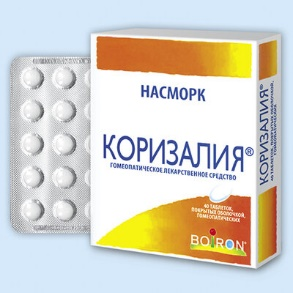 НАСМОРК
КОРИЗАЛИЯ®
ГОМЕОПАТИЧЕСКОЕ ЛЕКАРСТВЕННОЕ СРЕДСТВО
40 ТАБЛЕТОК,
ПОКРЫТЫХ ОБОЛОЧКОЙ,
ГОМЕОПАТИЧЕСКИХ
BOIRON